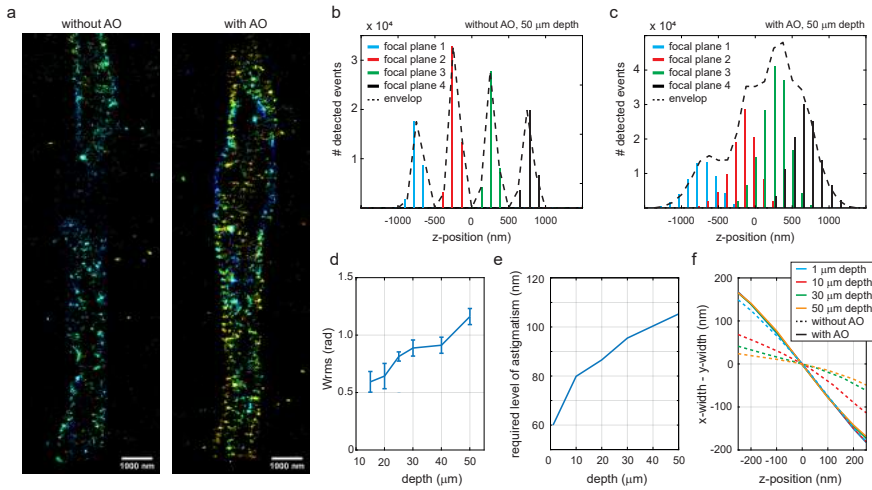 a
without AO
with AO
1000 nm
1000 nm
b
x 10⁴
without AO, 50 μm depth
focal plane 1
focal plane 2
focal plane 3
focal plane 4
envelop
# detected events
3
2
1
-1000
-500
0
500
1000
z-position (nm)
c
x 10⁴
with AO, 50 μm depth
focal plane 1
focal plane 2
focal plane 3
focal plane 4
envelop
# detected events
4
2
0
-1000
-500
0
500
1000
z-position (nm)
d
Wrms (rad)
1.5
1.0
0.5
0
10
20
30
40
50
depth (μm)
e
required level of astigmatism (nm)
120
100
80
60
40
0
10
20
30
40
50
depth (μm)
f
1 μm depth
10 μm depth
30 μm depth
50 μm depth
without AO
with AO
x-width - y-width (nm)
200
100
0
-100
-200
-200
-100
0
100
200
z-position (nm)